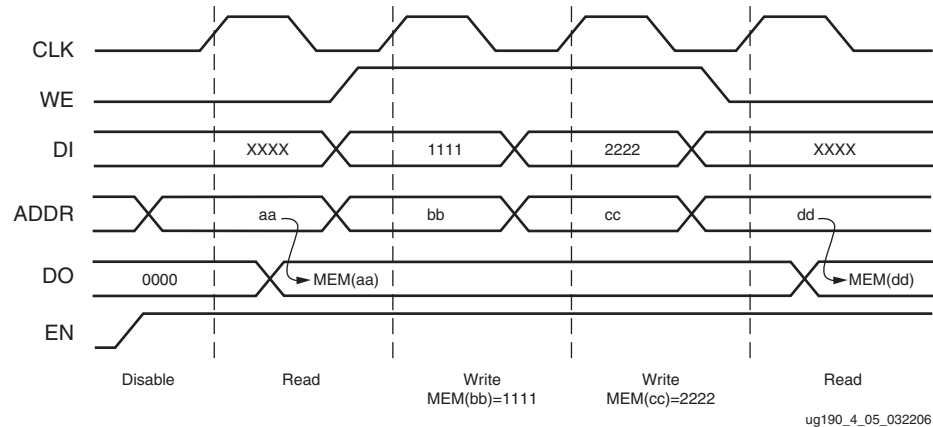 CLK
WE
DI XXXX 1111 2222 XXXX
ADDR aa bb cc dd
DO 0000 MEM(aa) MEM(dd)
EN
Disable Read Write Write Read
MEM(bb)=1111 MEM(cc)=2222
ug190_4_05_032206